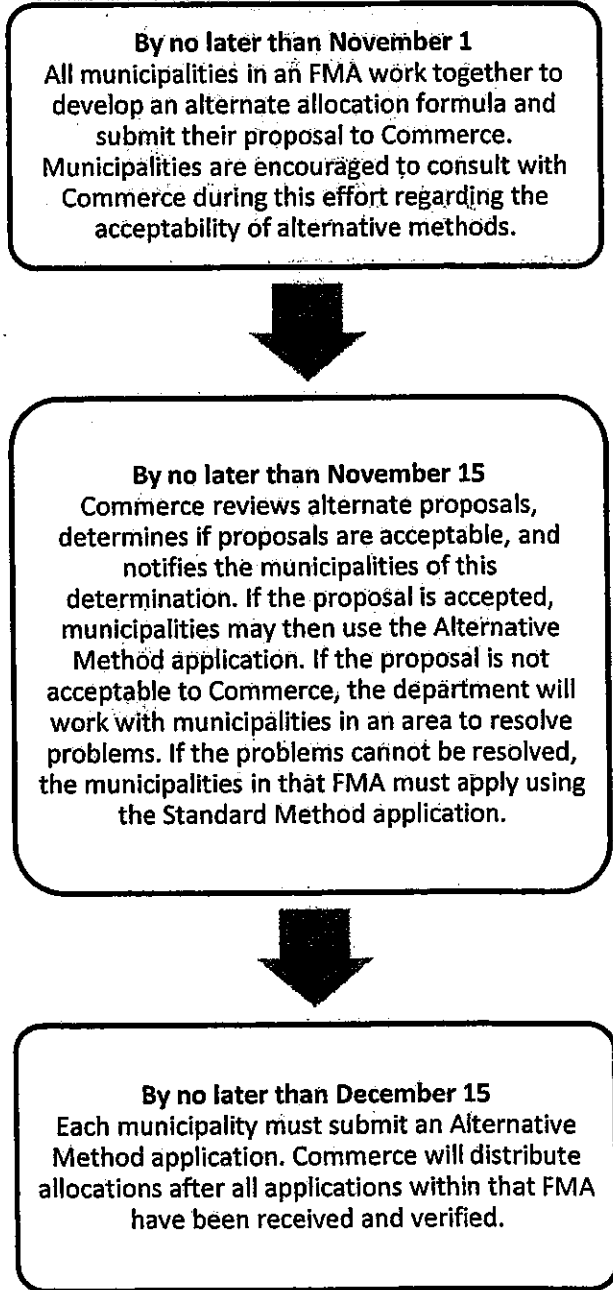 By no later than November 1
All municipalities in an FMA work together to
develop an alternate allocation formula and
submit their proposal to Commerce.
Municipalities are encouraged to consult with
Commerce during this effort regarding the
acceptability of alternative methods.
By no later than November 15
Commerce reviews alternate proposals,
determines if proposals are acceptable, and
notifies the municipalities of this
determination. If the proposal is accepted,
municipalities may then use the Alternative
Method application. If the proposal is not
acceptable to Commerce, the department will
work with municipalities in an area to resolve
problems. If the problems cannot be resolved,
the municipalities in that FMA must apply using
the Standard Method application.
By no later than December 15
Each municipality must submit an Alternative
Method application. Commerce will distribute
allocations after all applications within that FMA
have been received and verified.